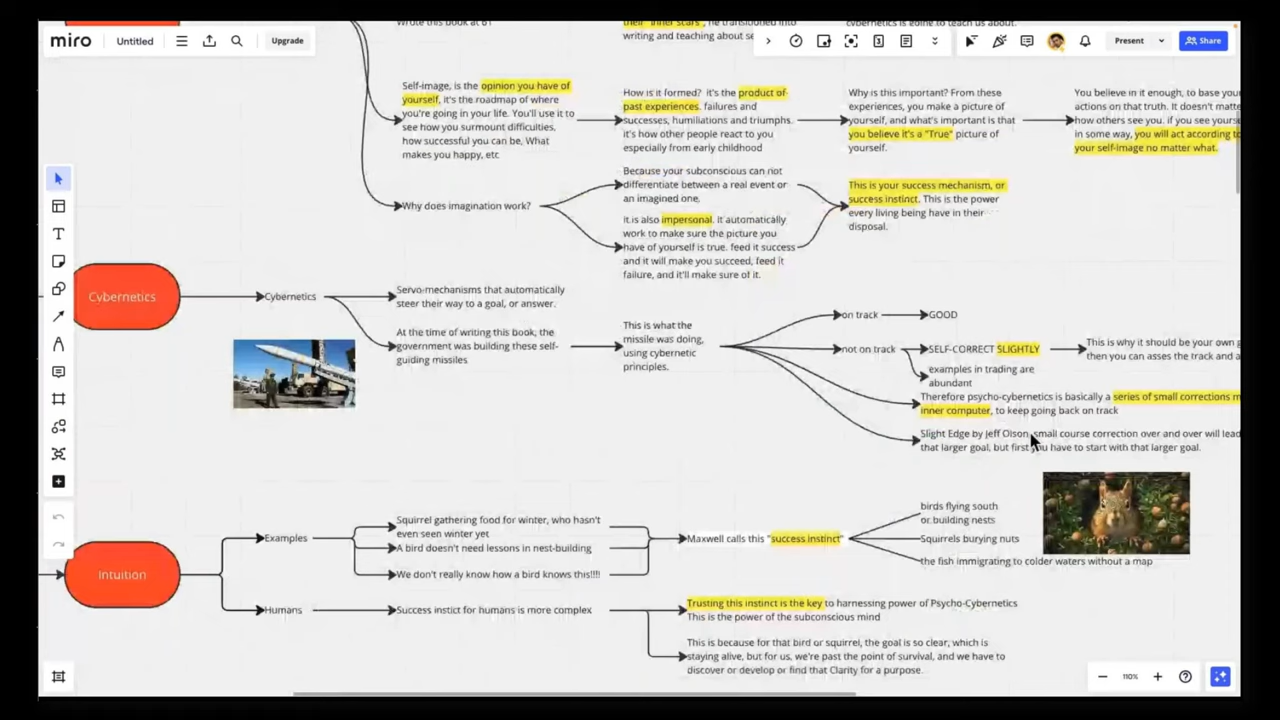 Wrote this book at 61
their "inner scars", he transitioned into
writing and teaching about se
cybernetics is going to teach us about.
miro
Untitled
Upgrade
Present
Share
Self-image, is the opinion you have of
yourself, it's the roadmap of where
you're going in your life. You'll use it to
see how you surmount difficulties,
how successful you can be, What
makes you happy, etc
How is it formed? it's the product of
past experiences. failures and
successes, humiliations and triumphs.
it's how other people react to you
especially from early childhood
Why is this important? From these
experiences, you make a picture of
yourself, and what's important is that
you believe it's a "True" picture of
yourself.
You believe in it enough, to base your
actions on that truth. It doesn't matte
how others see you. if you see yourse
in some way, you will act according to
your self-image no matter what.
Why does imagination work?
Because your subconscious can not
differentiate between a real event or
an imagined one.
it is also impersonal. It automatically
work to make sure the picture you
have of yourself is true. feed it success
and it will make you succeed, feed it
failure, and it'll make sure of it.
This is your success mechanism, or
success instinct. This is the power
every living being have in their
disposal.
Cybernetics
Cybernetics
Servo-mechanisms that automatically
steer their way to a goal, or answer.
At the time of writing this book, the
government was building these self-
guiding missiles
This is what the
missile was doing,
using cybernetic
principles.
on track
GOOD
not on track
SELF-CORRECT SLIGHTLY
This is why it should be your own g
then you can asses the track and a
examples in trading are
abundant
Therefore psycho-cybernetics is basically a series of small corrections m
inner computer, to keep going back on track
Slight Edge by Jeff Olson, small course correction over and over will lead
that larger goal, but first you have to start with that larger goal.
Intuition
Examples
Squirrel gathering food for winter, who hasn't
even seen winter yet
A bird doesn't need lessons in nest-building
We don't really know how a bird knows this!!!!
Maxwell calls this "success instinct"
birds flying south
or building nests
Squirrels burying nuts
the fish immigrating to colder waters without a map
Humans
Success instict for humans is more complex
Trusting this instinct is the key to harnessing power of Psycho-Cybernetics
This is the power of the subconscious mind
This is because for that bird or squirrel, the goal is so clear, which is
staying alive, but for us, we're past the point of survival, and we have to
discover or develop or find that Clarity for a purpose.
110%